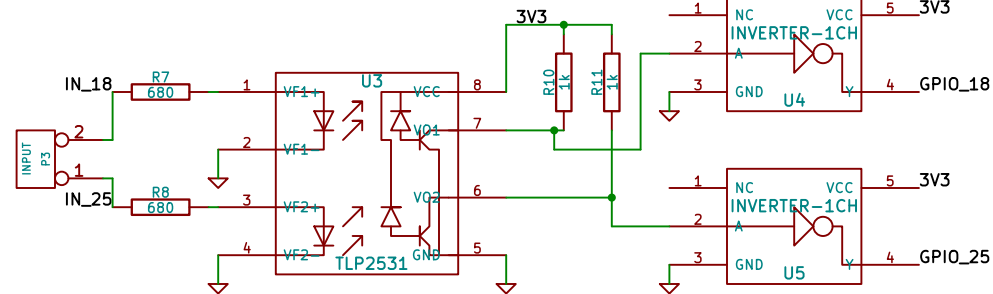 3V3
1 NC VCC 5 3V3
INVERTER-1CH
2 A
3 GND Y 4 GPIO_18
U4
R10 1k
R11 1k
IN_18 R7 680
1 VF1+ U3 VCC 8
VO1 7
2 VF1-
INPUT P3
2
1
IN_25 R8 680
3 VF2+ VO2 6
4 VF2- GND 5
TLP2531
1 NC VCC 5 3V3
INVERTER-1CH
2 A
3 GND Y 4 GPIO_25
U5